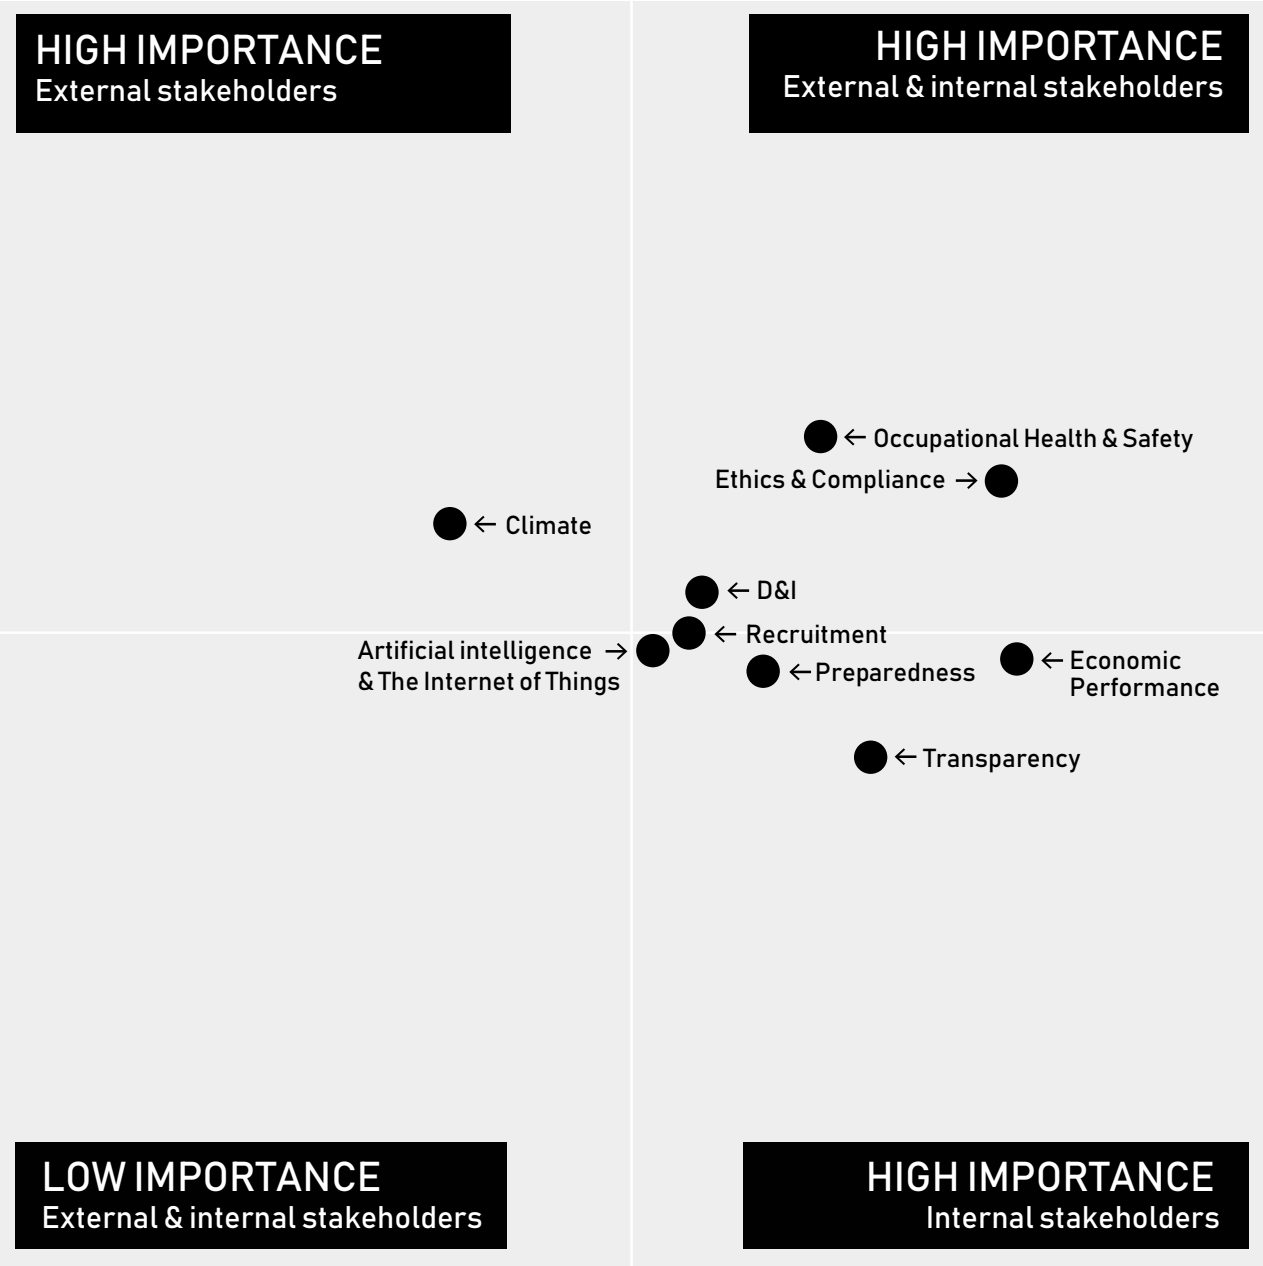 HIGH IMPORTANCE
External stakeholders
HIGH IMPORTANCE
External & internal stakeholders
← Occupational Health & Safety
Ethics & Compliance →
← Climate
← D&I
← Recruitment
Artificial intelligence →
& The Internet of Things
← Preparedness
← Economic
Performance
← Transparency
LOW IMPORTANCE
External & internal stakeholders
HIGH IMPORTANCE
Internal stakeholders